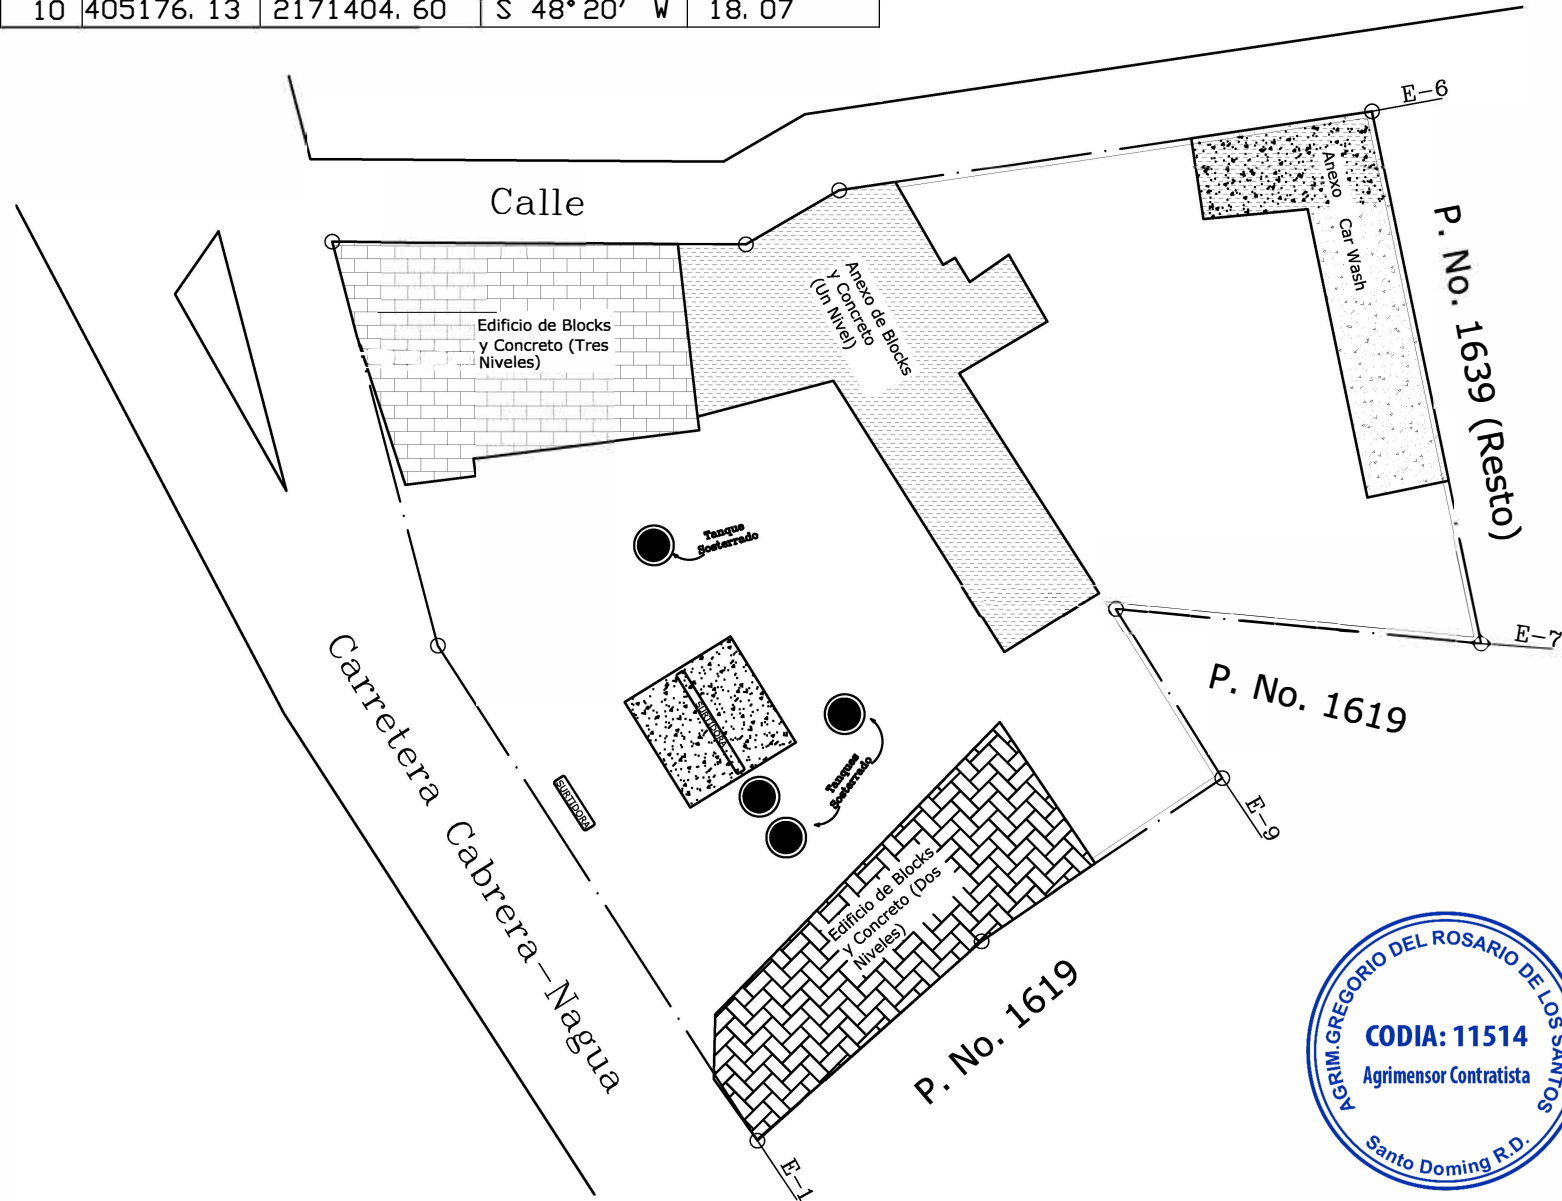 10 405176.13 2171404.60 S 48°20' W 18.07
E-6
Calle
Anexo
Car Wash
P. No. 1639 (Resto)
Edificio de Blocks
y Concreto (Tres
Niveles)
Anexo de Blocks
y Concreto
(Un Nivel)
Tanque
Soterrado
E-7
P. No. 1619
Carretera Cabrera-Nagua
SURTIDORA
SURTIDORA
Tanques
Soterrado
E-9
Edificio de Blocks
y Concreto (Dos
Niveles)
P. No. 1619
E-1
AGRIM.GREGORIO DEL ROSARIO DE LOS SANTOS
CODIA: 11514
Agrimensor Contratista
Santo Doming R.D.